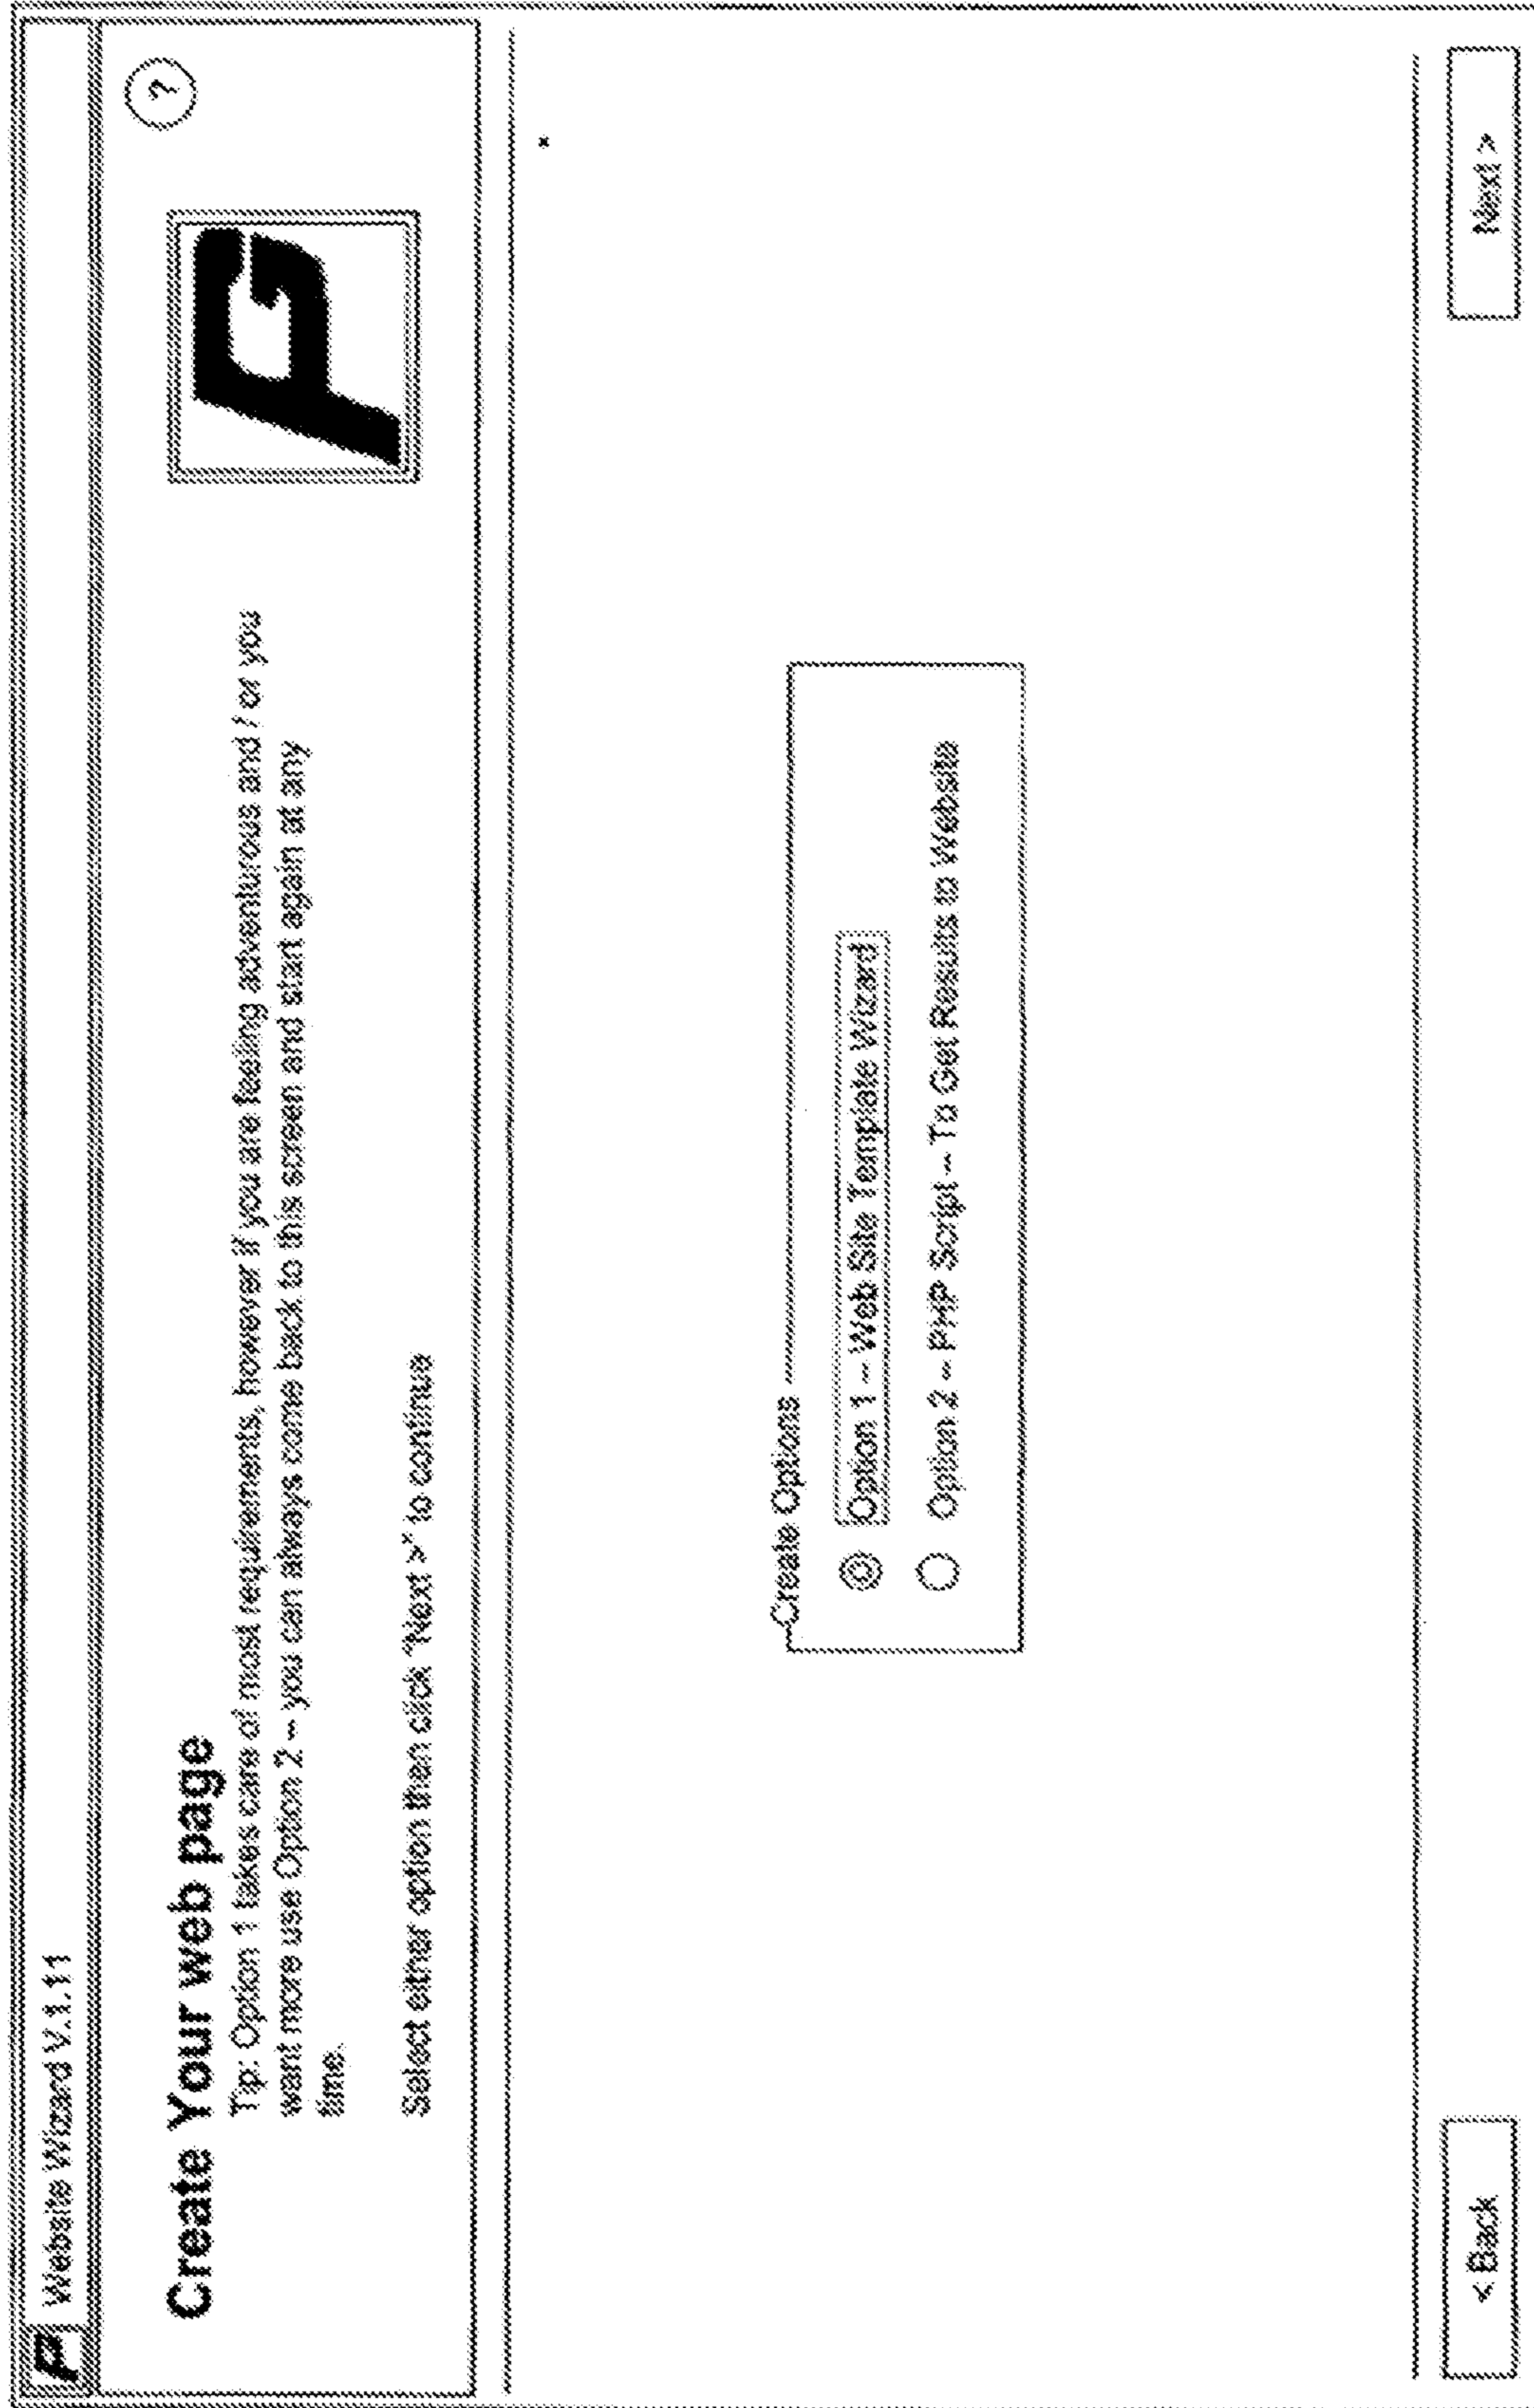 Website Wizard V.1.11
Create Your web page
?
Tip: Option 1 takes care of most requirements, however if you are feeling adventurous and / or you
want more use Option 2 - you can always come back to this screen and start again at any
time.
Select either option then click "Next >" to continue
Create Options
Option 1 - Web Site Template Wizard
Option 2 - PHP Script - To Get Results to Website
< Back
Next >